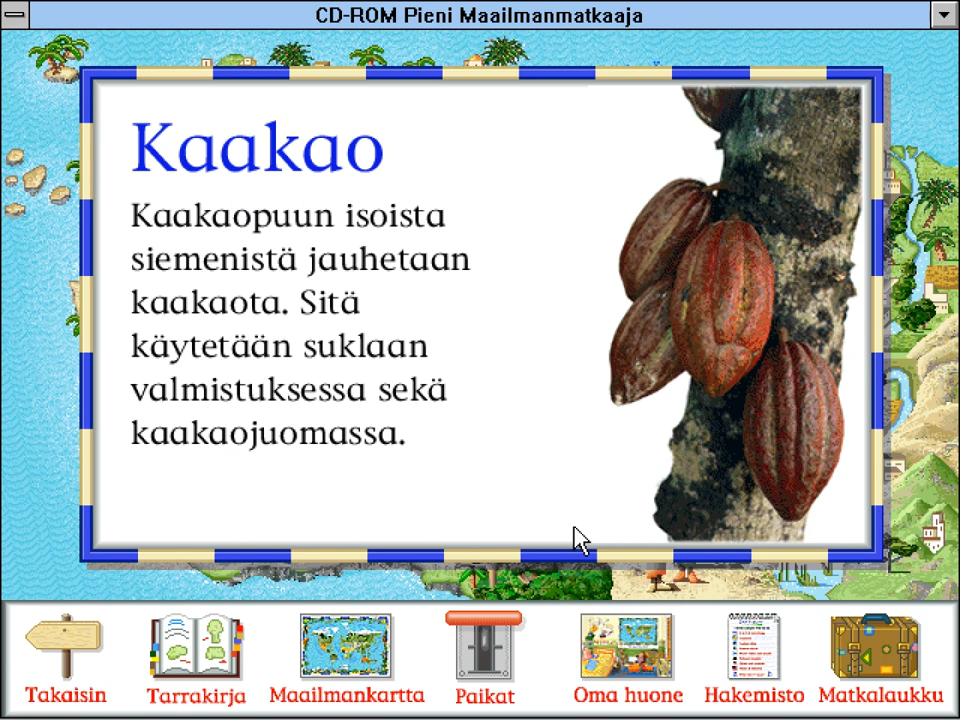 CD-ROM Pieni Maailmanmatkaaja
Kaakao
Kaakaopuun isoista
siemenistä jauhetaan
kaakaota. Sitä
käytetään suklaan
valmistuksessa sekä
kaakaojuomassa.
Takaisin
Tarrakirja
Maailmankartta
Paikat
Oma huone
Hakemisto
Matkalaukku